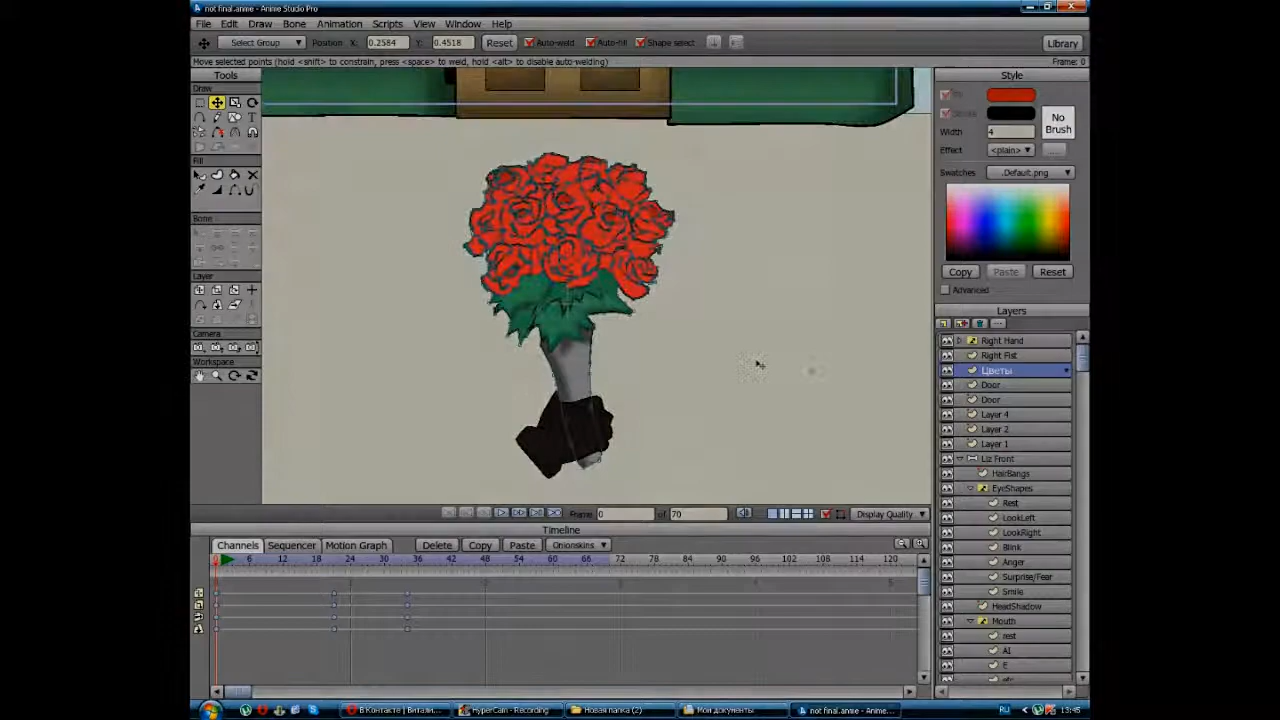 not final.anme - Anime Studio Pro
File Edit Draw Bone Animation Scripts View Window Help
Select Group Position X: 0.2584 Y: 0.4518 Reset Auto-weld Auto-fill Shape select Library
Move selected points (hold <shift> to constrain, press <space> to weld, hold <alt> to disable auto-welding) Frame: 0
Tools
Draw
Fill
Bone
Layer
Camera
Workspace
Style
Width 4
No Brush
Effect <plain>
Swatches .Default.png
Copy Paste Reset
Advanced
Layers
Right Hand
Right Fist
Цветы
Door
Door
Layer 4
Layer 2
Layer 1
Liz Front
HairBangs
EyeShapes
Rest
LookLeft
LookRight
Blink
Anger
Surprise/Fear
Smile
HeadShadow
Mouth
rest
AI
E
etc
Frame 0 of 70 Display Quality
Timeline
Channels Sequencer Motion Graph Delete Copy Paste Onionskins
6 12 18 24 30 36 42 48 54 60 66 72 78 84 90 96 102 108 114 120
В Контакте | Витали... HyperCam - Recording Новая папка (2) Мои документы not final.anme - Anime... RU 13:45